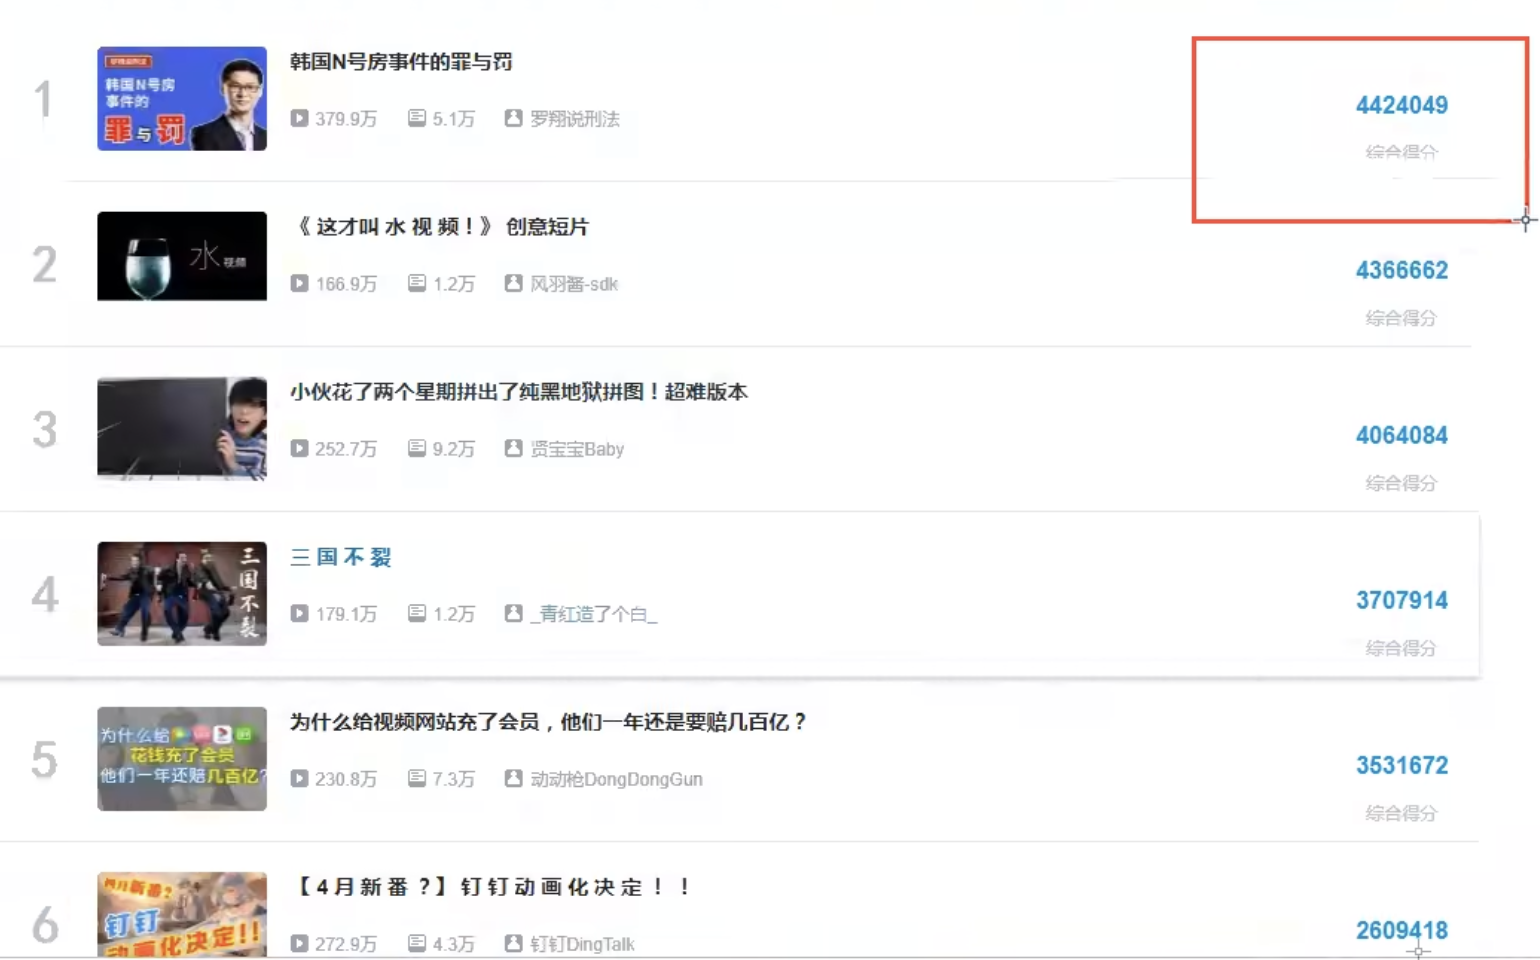 1
韩国N号房
事件的
罪与罚
韩国N号房事件的罪与罚
379.9万 5.1万 罗翔说刑法
4424049
综合得分
2
水视频
《 这才叫 水 视 频！》 创意短片
166.9万 1.2万 风羽酱-sdk
4366662
综合得分
3
小伙花了两个星期拼出了纯黑地狱拼图！超难版本
252.7万 9.2万 贤宝宝Baby
4064084
综合得分
4
三国不裂
三 国 不 裂
179.1万 1.2万 _青红造了个白_
3707914
综合得分
5
为什么给
花钱充了会员
他们一年还赔几百亿?
为什么给视频网站充了会员，他们一年还是要赔几百亿？
230.8万 7.3万 动动枪DongDongGun
3531672
综合得分
6
四月新番?
钉钉
动画化决定!!
【 4 月 新 番 ？】 钉 钉 动 画 化 决 定 ！ ！
272.9万 4.3万 钉钉DingTalk
2609418